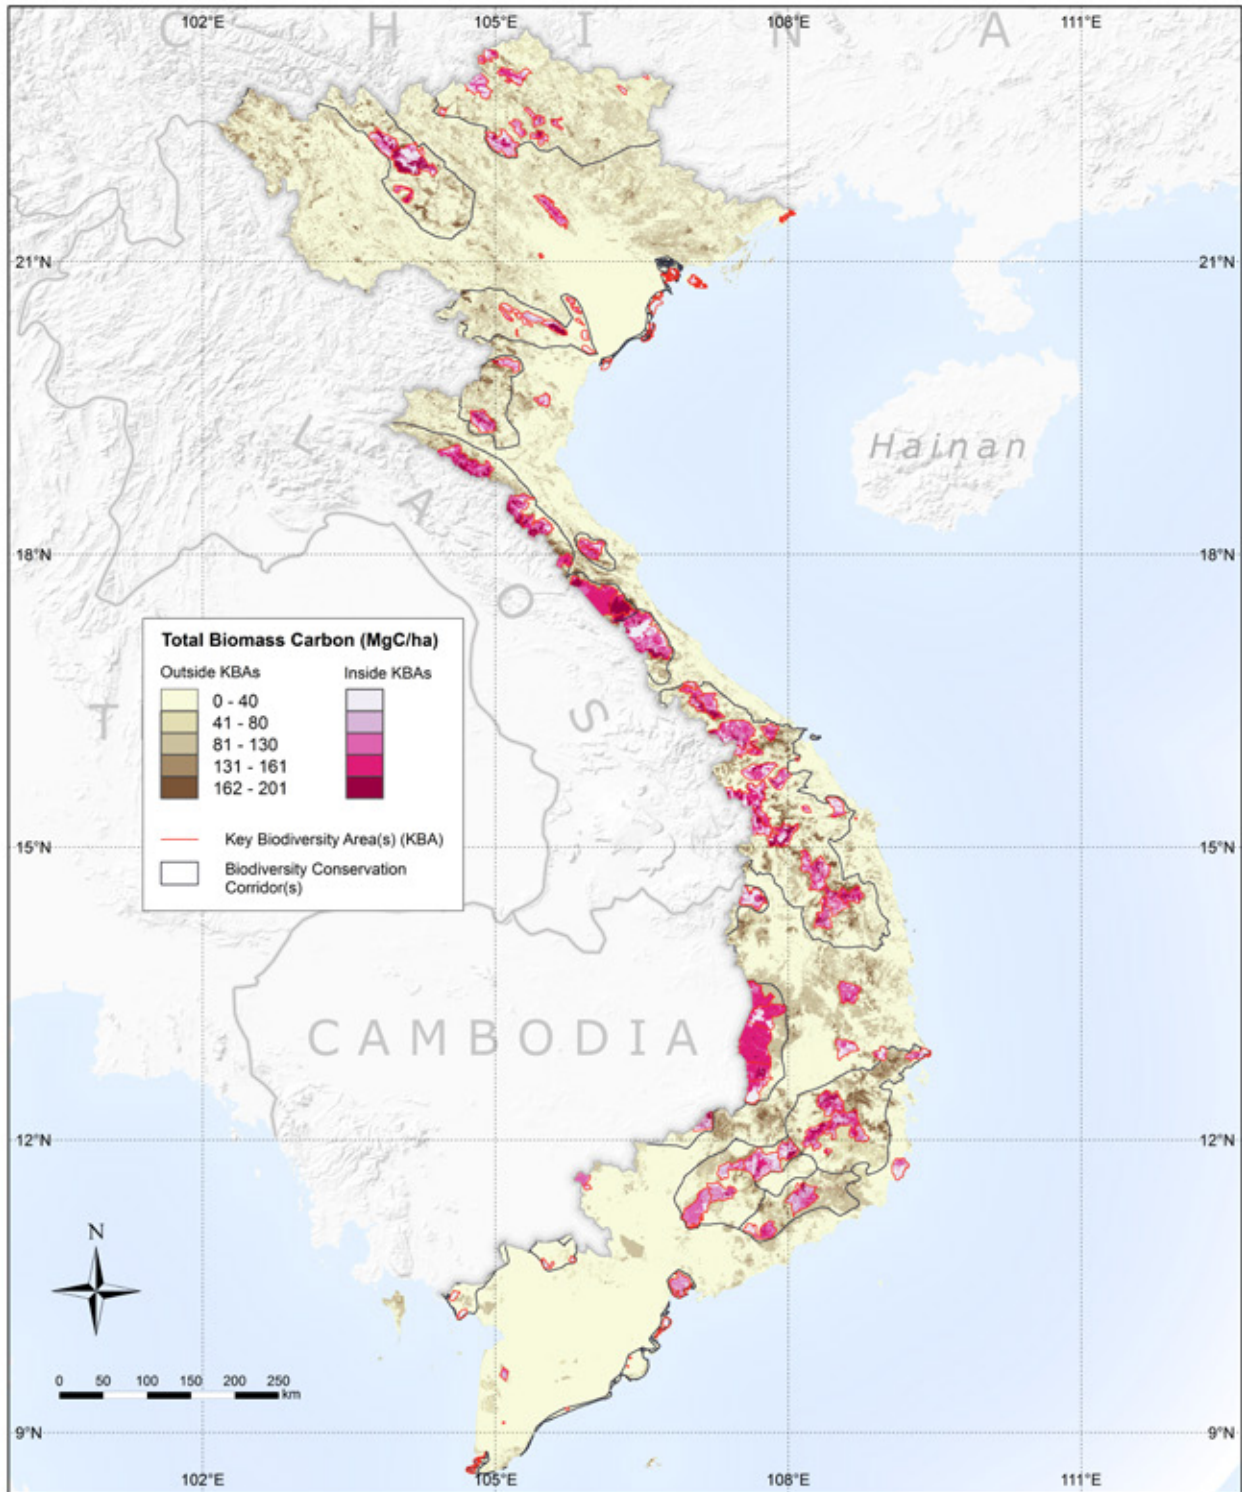 102°E 105°E 108°E 111°E
C H I N A
21°N 21°N
Hainan
L A O S
18°N 18°N
T
Total Biomass Carbon (MgC/ha)
Outside KBAs Inside KBAs
0 - 40
41 - 80
81 - 130
131 - 161
162 - 201
Key Biodiversity Area(s) (KBA)
Biodiversity Conservation
Corridor(s)
15°N 15°N
CAMBODIA
12°N 12°N
N
0 50 100 150 200 250
km
9°N 9°N
102°E 105°E 108°E 111°E